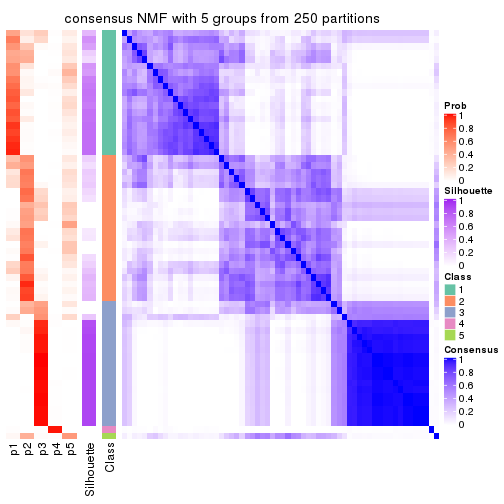 consensus NMF with 5 groups from 250 partitions
Prob
1
0.8
0.6
0.4
0.2
0
Silhouette
1
0.8
0.6
0.4
0.2
0
Class
1
2
3
4
5
Consensus
1
0.8
0.6
0.4
0.2
0
p1
p2
p3
p4
p5
Silhouette
Class